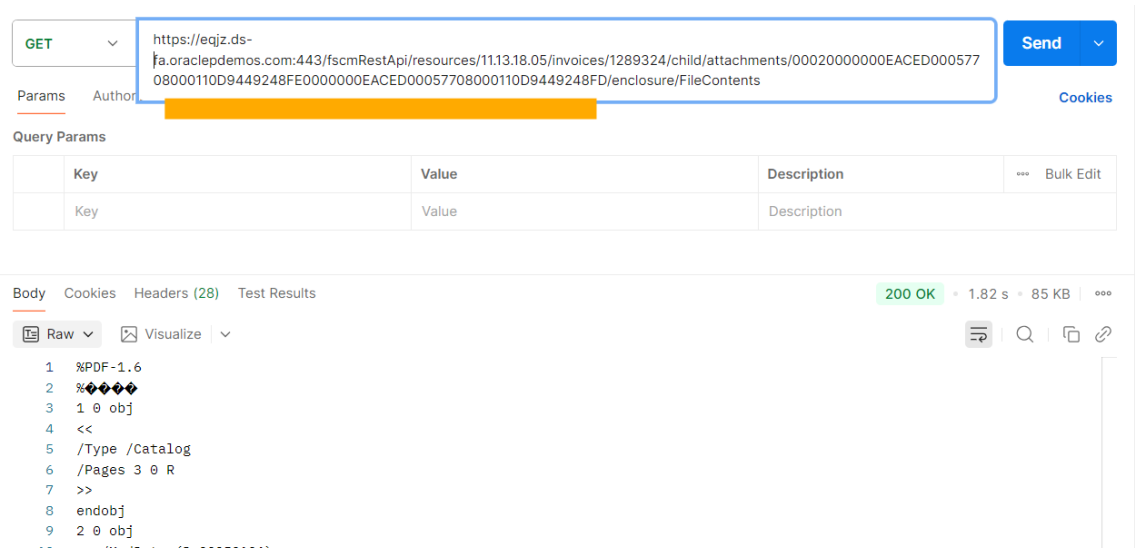 GET
https://eqjz.ds-
fa.oraclepdemos.com:443/fscmRestApi/resources/11.13.18.05/invoices/1289324/child/attachments/00020000000EACED000577
08000110D9449248FE0000000EACED00057708000110D9449248FD/enclosure/FileContents
Send
Params Author
Cookies
Query Params
Key Value Description Bulk Edit
Key Value Description
Body Cookies Headers (28) Test Results 200 OK 1.82 s 85 KB
Raw Visualize
1 %PDF-1.6
2 %����
3 1 0 obj
4 <<
5 /Type /Catalog
6 /Pages 3 0 R
7 >>
8 endobj
9 2 0 obj